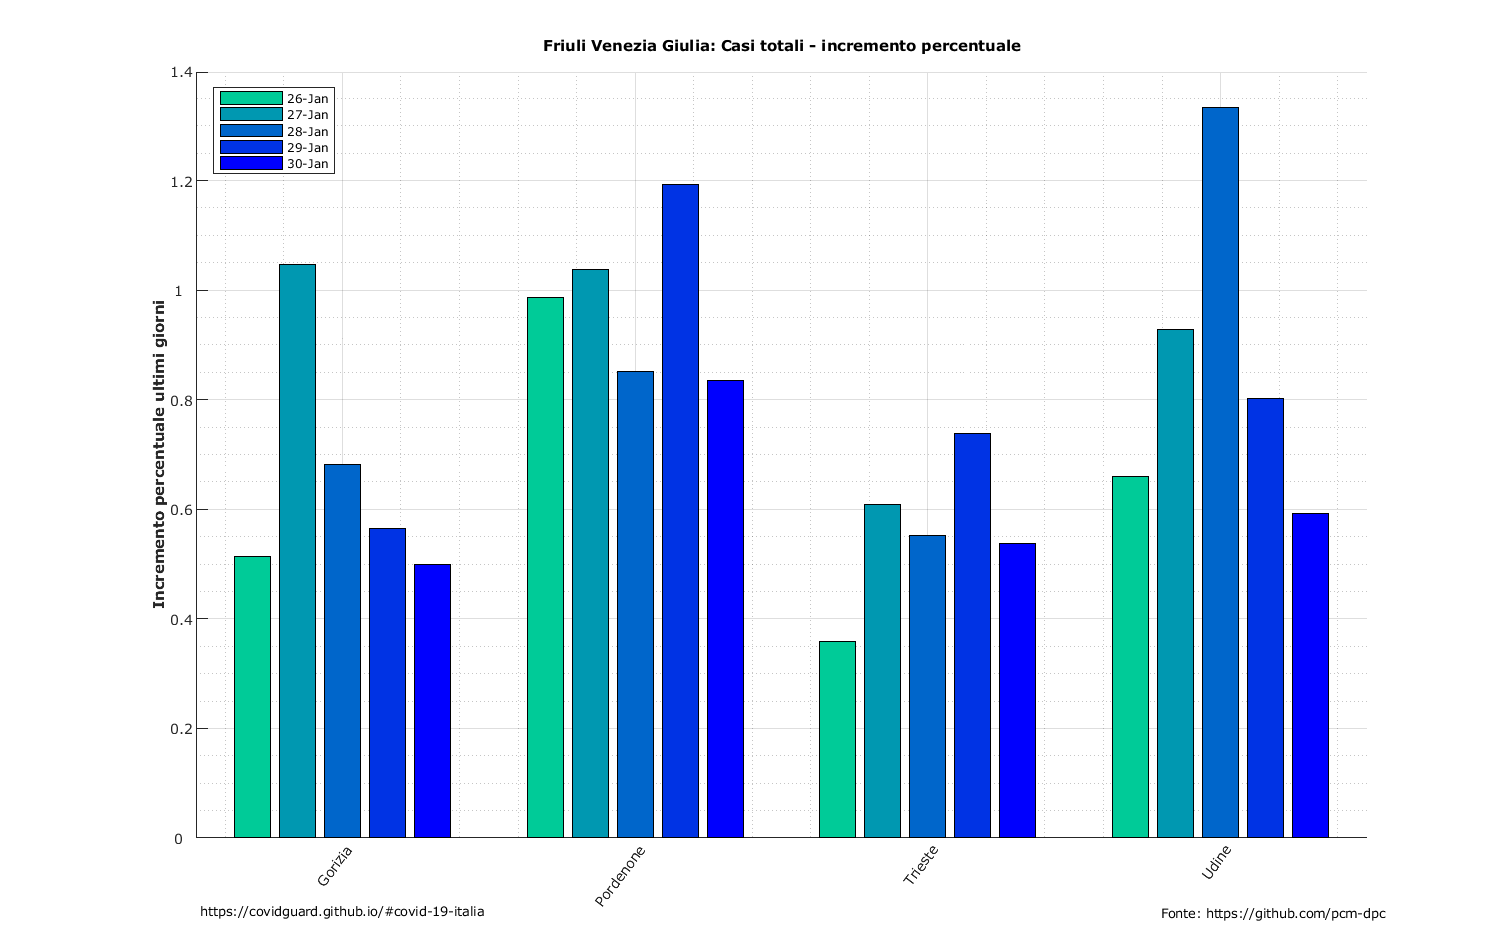 Friuli Venezia Giulia: Casi totali - incremento percentuale
Incremento percentuale ultimi giorni
1.4
1.2
1
0.8
0.6
0.4
0.2
0
26-Jan
27-Jan
28-Jan
29-Jan
30-Jan
Gorizia
Pordenone
Trieste
Udine
https://covidguard.github.io/#covid-19-italia
Fonte: https://github.com/pcm-dpc